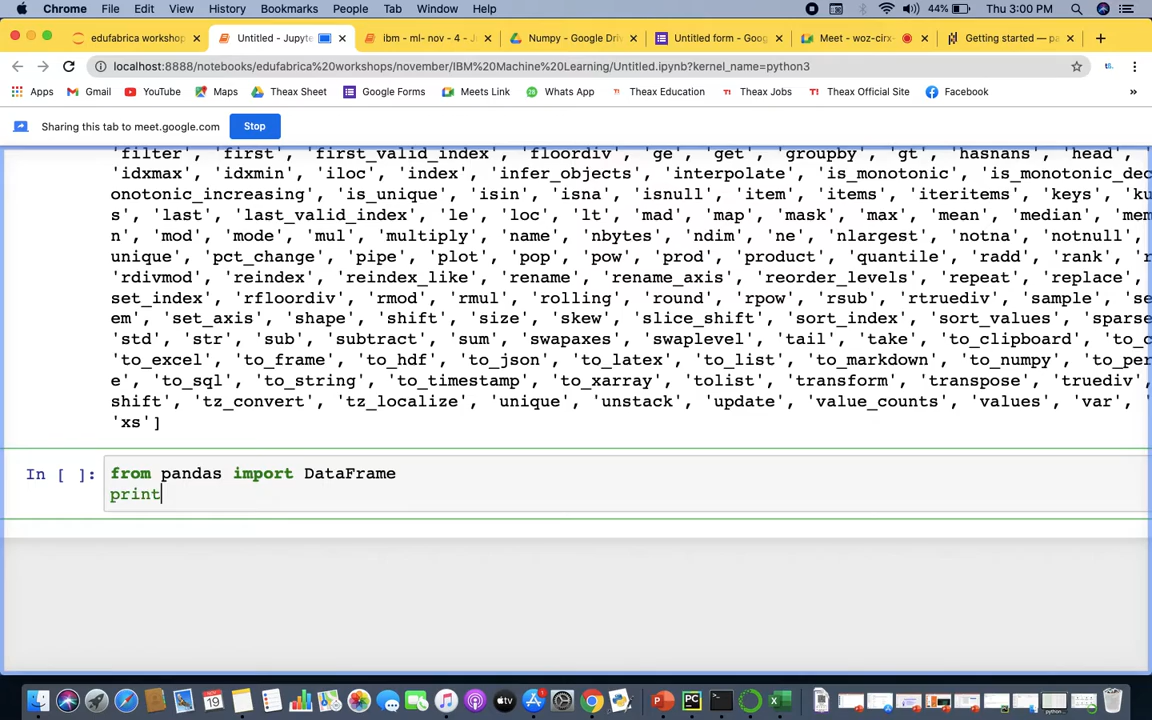 Chrome File Edit View History Bookmarks People Tab Window Help 44% Thu 3:00 PM
edufabrica workshop Untitled - Jupyte ibm - ml- nov - 4 - J Numpy - Google Dri Untitled form - Goog Meet - woz-cirx- Getting started — pa
localhost:8888/notebooks/edufabrica%20workshops/november/IBM%20Machine%20Learning/Untitled.ipynb?kernel_name=python3
Apps Gmail YouTube Maps Theax Sheet Google Forms Meets Link Whats App Theax Education Theax Jobs Theax Official Site Facebook »
Sharing this tab to meet.google.com Stop
'filter', 'first', 'first_valid_index', 'floordiv', 'ge', 'get', 'groupby', 'gt', 'hasnans', 'head',
'idxmax', 'idxmin', 'iloc', 'index', 'infer_objects', 'interpolate', 'is_monotonic', 'is_monotonic_dec
onotonic_increasing', 'is_unique', 'isin', 'isna', 'isnull', 'item', 'items', 'iteritems', 'keys', 'ku
s', 'last', 'last_valid_index', 'le', 'loc', 'lt', 'mad', 'map', 'mask', 'max', 'mean', 'median', 'mem
n', 'mod', 'mode', 'mul', 'multiply', 'name', 'nbytes', 'ndim', 'ne', 'nlargest', 'notna', 'notnull',
unique', 'pct_change', 'pipe', 'plot', 'pop', 'pow', 'prod', 'product', 'quantile', 'radd', 'rank', 'r
'rdivmod', 'reindex', 'reindex_like', 'rename', 'rename_axis', 'reorder_levels', 'repeat', 'replace',
set_index', 'rfloordiv', 'rmod', 'rmul', 'rolling', 'round', 'rpow', 'rsub', 'rtruediv', 'sample', 'se
em', 'set_axis', 'shape', 'shift', 'size', 'skew', 'slice_shift', 'sort_index', 'sort_values', 'sparse
'std', 'str', 'sub', 'subtract', 'sum', 'swapaxes', 'swaplevel', 'tail', 'take', 'to_clipboard', 'to_c
'to_excel', 'to_frame', 'to_hdf', 'to_json', 'to_latex', 'to_list', 'to_markdown', 'to_numpy', 'to_per
e', 'to_sql', 'to_string', 'to_timestamp', 'to_xarray', 'tolist', 'transform', 'transpose', 'truediv',
shift', 'tz_convert', 'tz_localize', 'unique', 'unstack', 'update', 'value_counts', 'values', 'var',
'xs']
In [ ]: from pandas import DataFrame
print